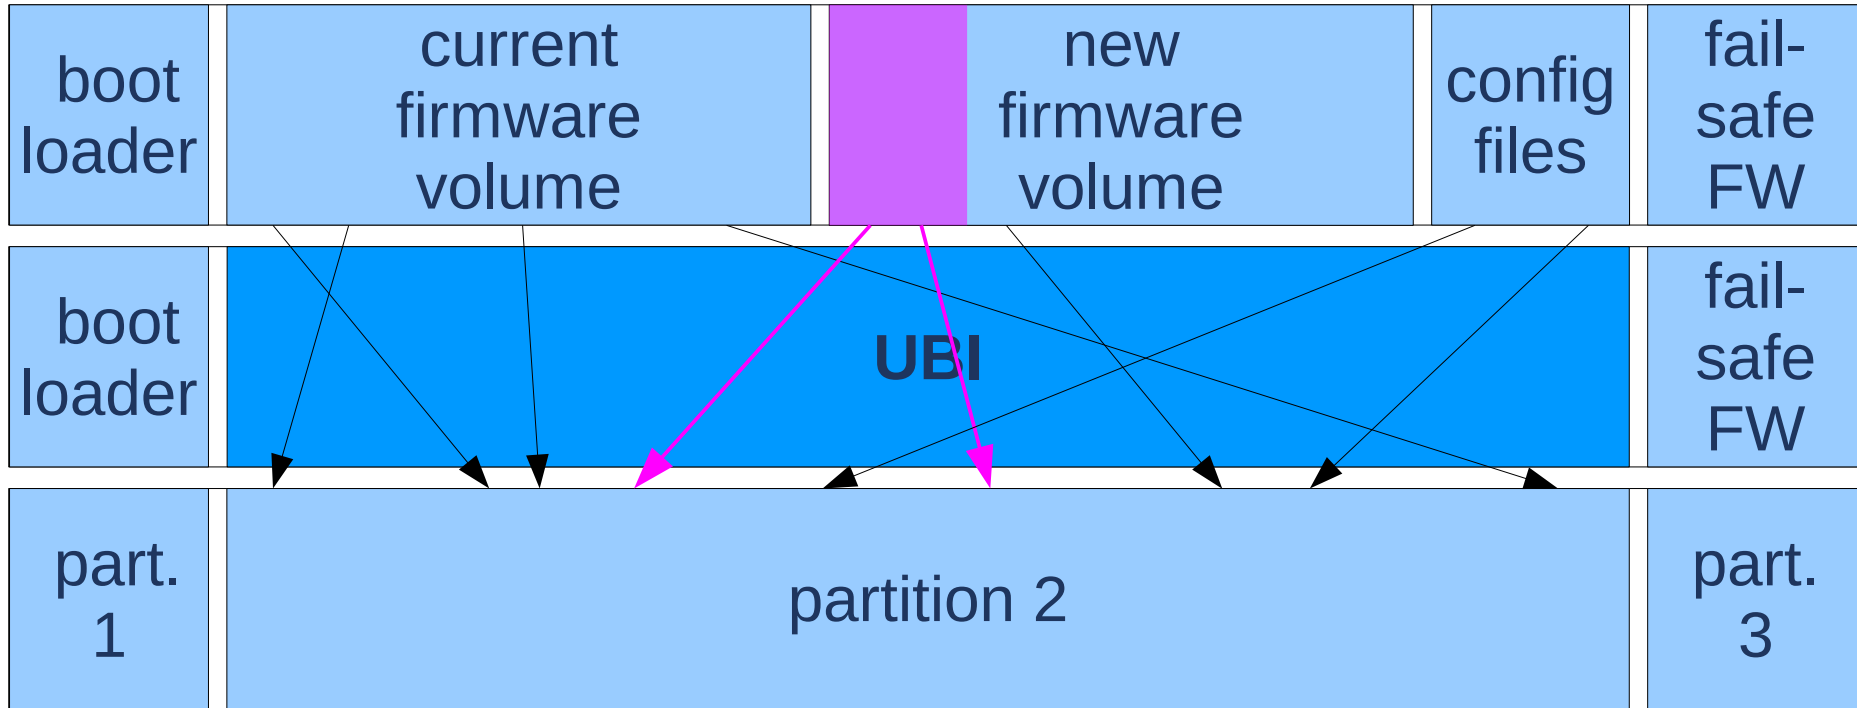 boot
loader
current
firmware
volume
new
firmware
volume
config
files
fail-
safe
FW
boot
loader
UBI
fail-
safe
FW
part.
1
partition 2
part.
3